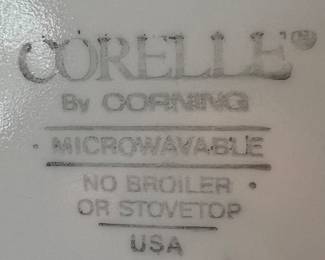 CORELLE®
By CORNING
· MICROWAVABLE
NO BROILER ·
OR STOVETOP
USA